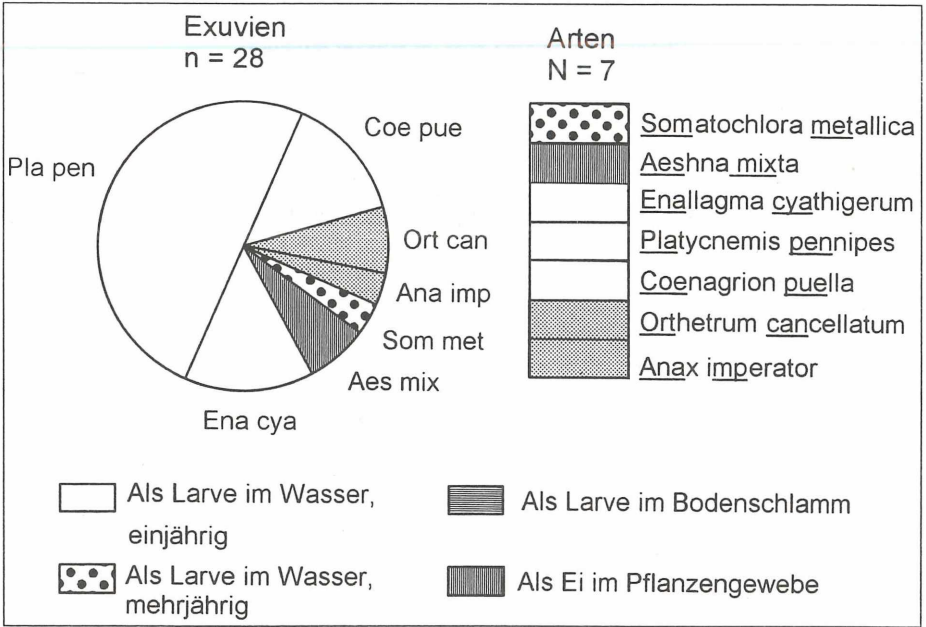 Exuvien
n = 28
Pla pen
Coe pue
Ort can
Ana imp
Som met
Aes mix
Ena cya
Arten
N = 7
Somatochlora metallica
Aeshna mixta
Enallagma cyathigerum
Platycnemis pennipes
Coenagrion puella
Orthetrum cancellatum
Anax imperator
Als Larve im Wasser,
einjährig
Als Larve im Wasser,
mehrjährig
Als Larve im Bodenschlamm
Als Ei im Pflanzengewebe